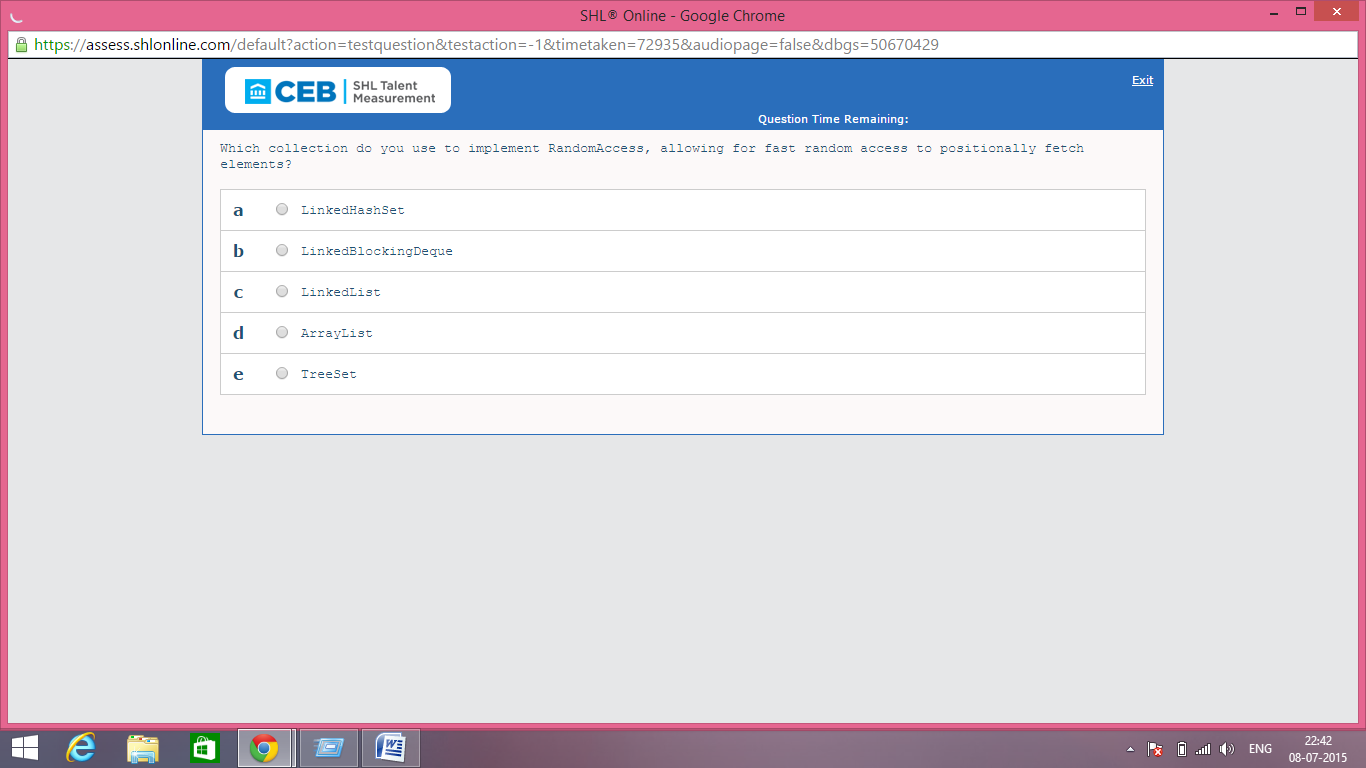 SHL® Online - Google Chrome
https://assess.shlonline.com/default?action=testquestion&testaction=-1&timetaken=72935&audiopage=false&dbgs=50670429
CEB SHL Talent
Measurement
Exit
Question Time Remaining:
Which collection do you use to implement RandomAccess, allowing for fast random access to positionally fetch
elements?
a LinkedHashSet
b LinkedBlockingDeque
c LinkedList
d ArrayList
e TreeSet
ENG
22:42
08-07-2015